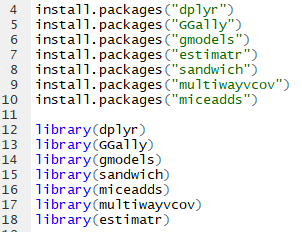 4 install.packages("dplyr")
5 install.packages("GGally")
6 install.packages("gmodels")
7 install.packages("estimatr")
8 install.packages("sandwich")
9 install.packages("multiwayvcov")
10 install.packages("miceadds")
11
12 library(dplyr)
13 library(GGally)
14 library(gmodels)
15 library(sandwich)
16 library(miceadds)
17 library(multiwayvcov)
18 library(estimatr)